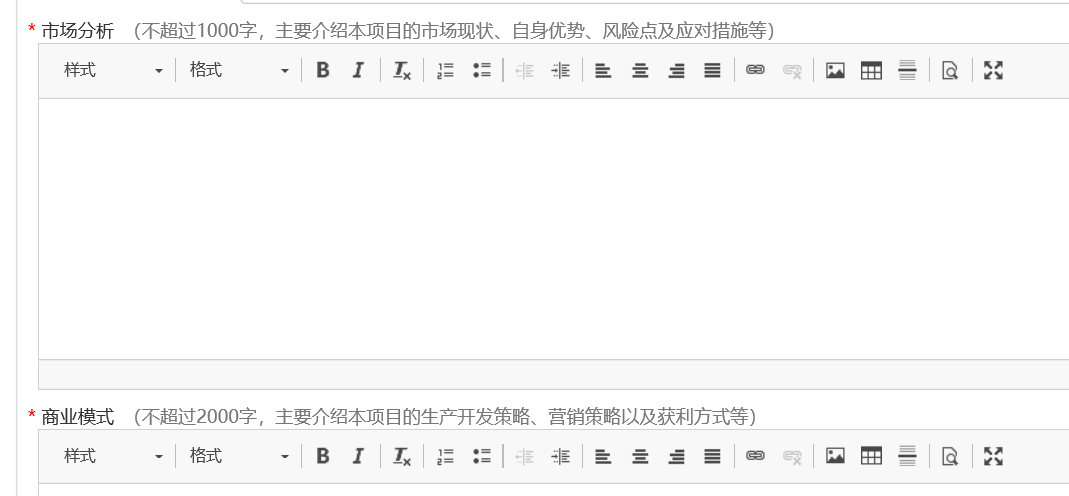 * 市场分析 （不超过1000字，主要介绍本项目的市场现状、自身优势、风险点及应对措施等）
样式 格式 B I Tx
* 商业模式 （不超过2000字，主要介绍本项目的生产开发策略、营销策略以及获利方式等）
样式 格式 B I Tx